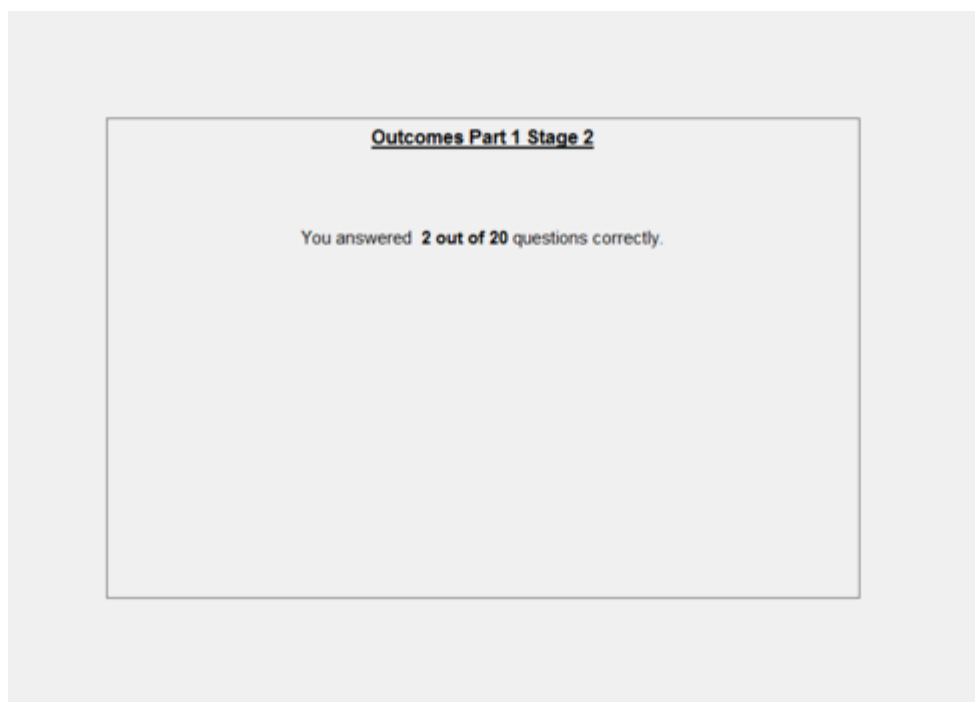 Outcomes Part 1 Stage 2
You answered 2 out of 20 questions correctly.